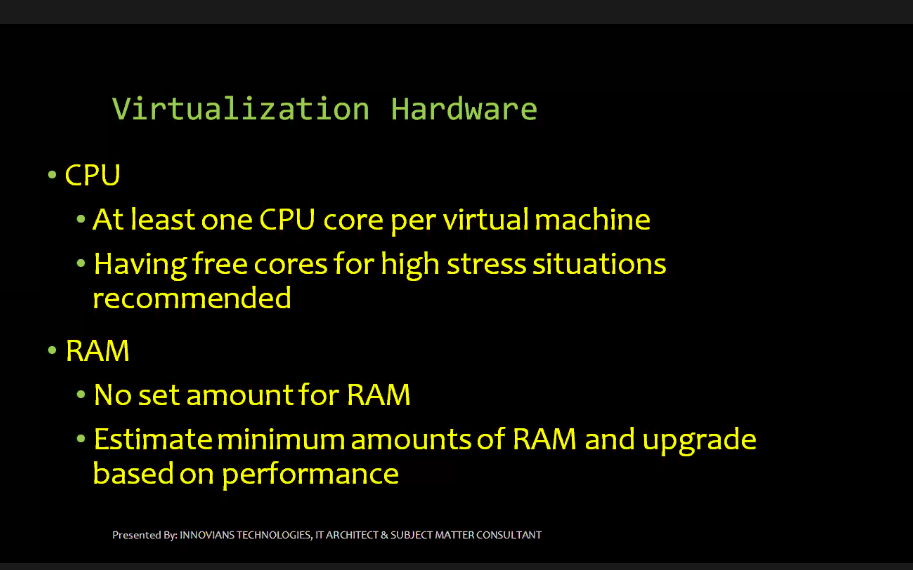 Virtualization Hardware
• CPU
• At least one CPU core per virtual machine
• Having free cores for high stress situations
recommended
• RAM
• No set amount for RAM
• Estimate minimum amounts of RAM and upgrade
based on performance
Presented By: INNOVIANS TECHNOLOGIES, IT ARCHITECT & SUBJECT MATTER CONSULTANT